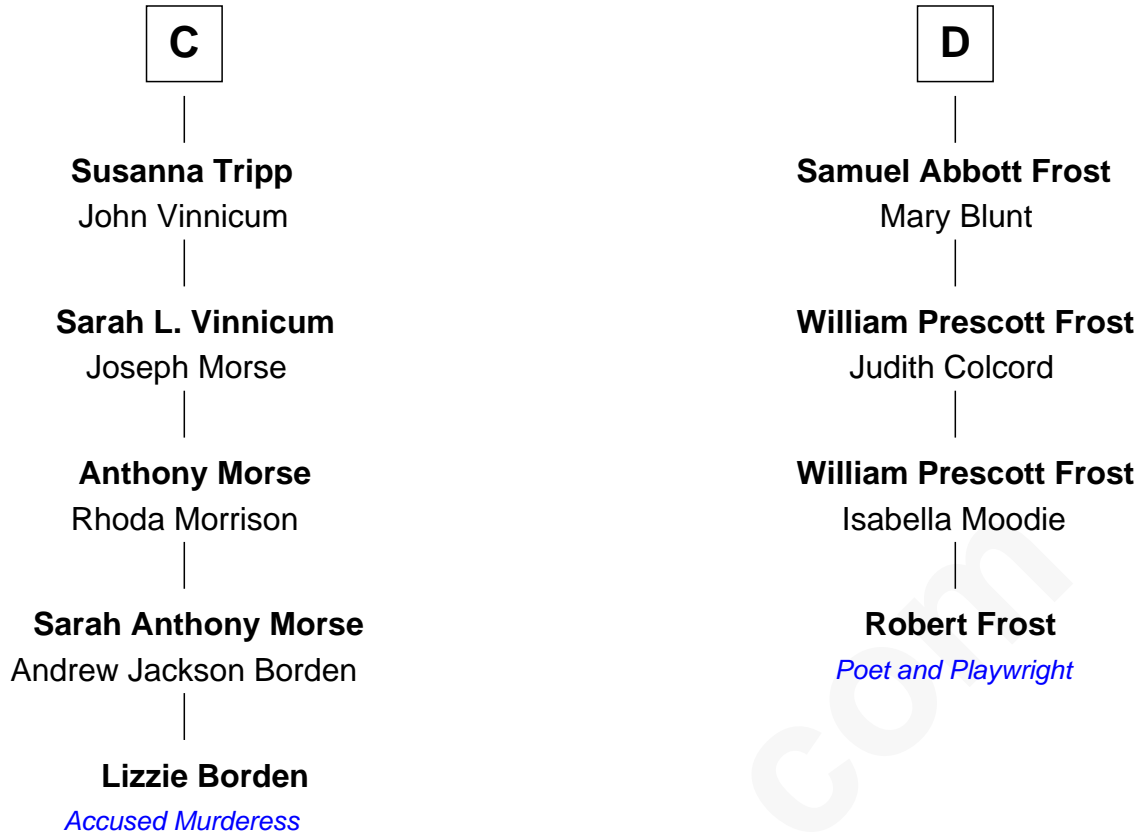 C
Susanna Tripp
John Vinnicum
Sarah L. Vinnicum
Joseph Morse
Anthony Morse
Rhoda Morrison
Sarah Anthony Morse
Andrew Jackson Borden
Lizzie Borden
Accused Murderess
D
Samuel Abbott Frost
Mary Blunt
William Prescott Frost
Judith Colcord
William Prescott Frost
Isabella Moodie
Robert Frost
Poet and Playwright
com